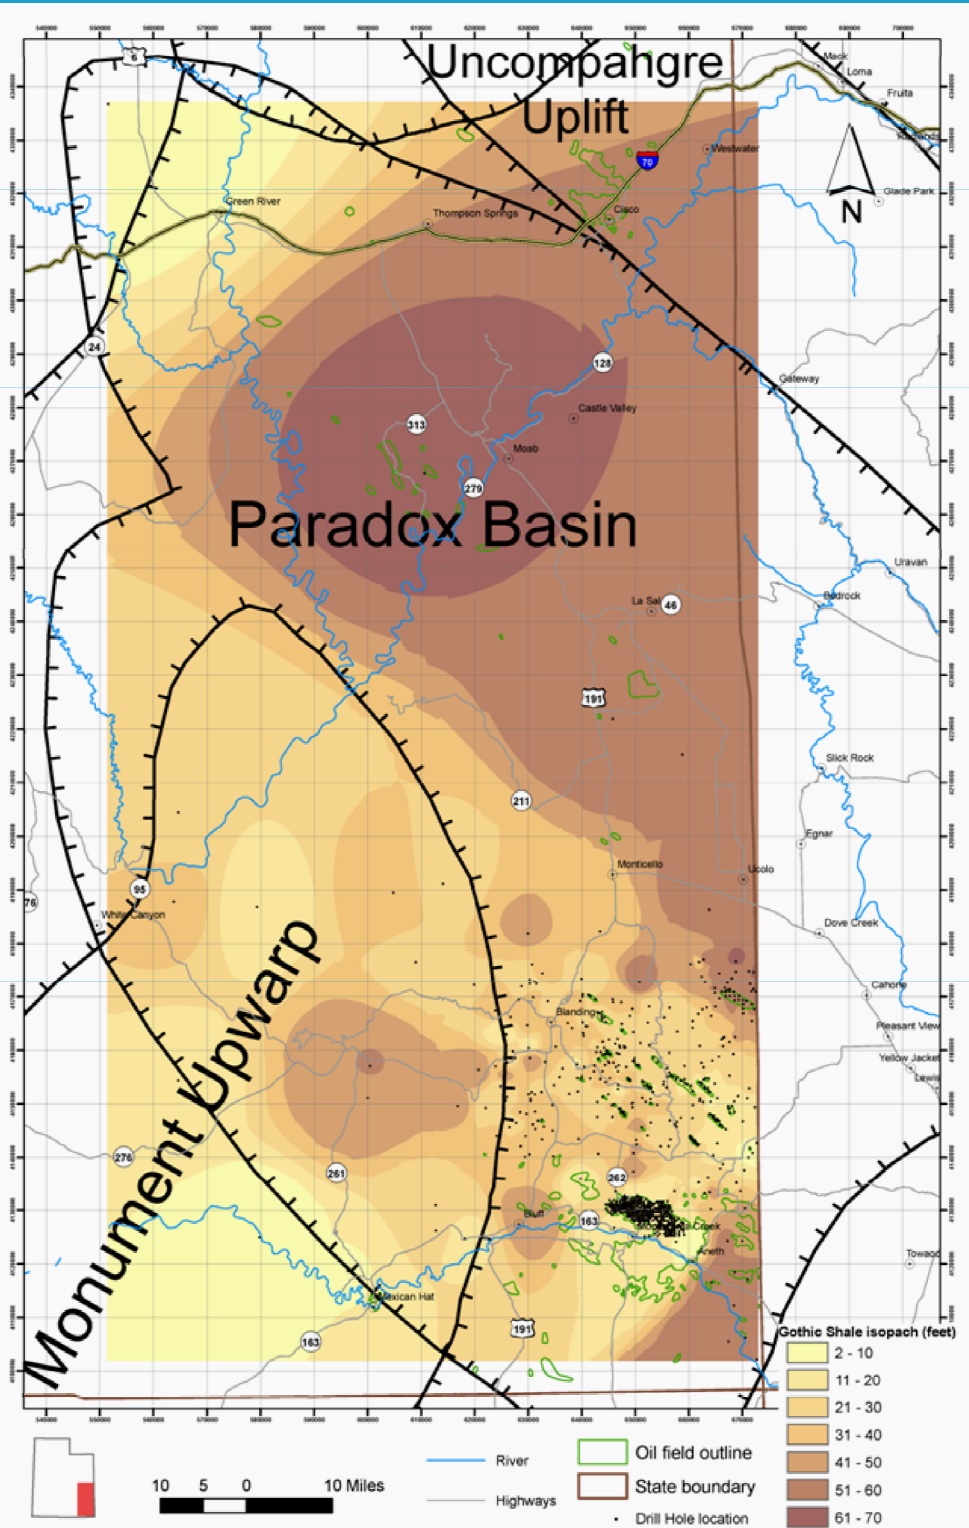 Uncompahgre
Uplift
6
Mack
Loma
Fruita
Westwater
70
N
Glade Park
Green River
Thompson Springs
Cisco
24
128
Gateway
Castle Valley
313
Moab
279
Paradox Basin
Uravan
La Sal
46
Bedrock
191
Slick Rock
211
Egnar
Monticello
Ucolo
95
76
White Canyon
Dove Creek
Cahone
Blanding
Pleasant View
Yellow Jacket
Lewis
Monument Upwarp
276
261
262
Bluff
163
Creek
Aneth
Towaoc
Mexican Hat
191
163
Gothic Shale isopach (feet)
2 - 10
11 - 20
21 - 30
31 - 40
41 - 50
51 - 60
61 - 70
10 5 0 10 Miles
River
Highways
Oil field outline
State boundary
Drill Hole location